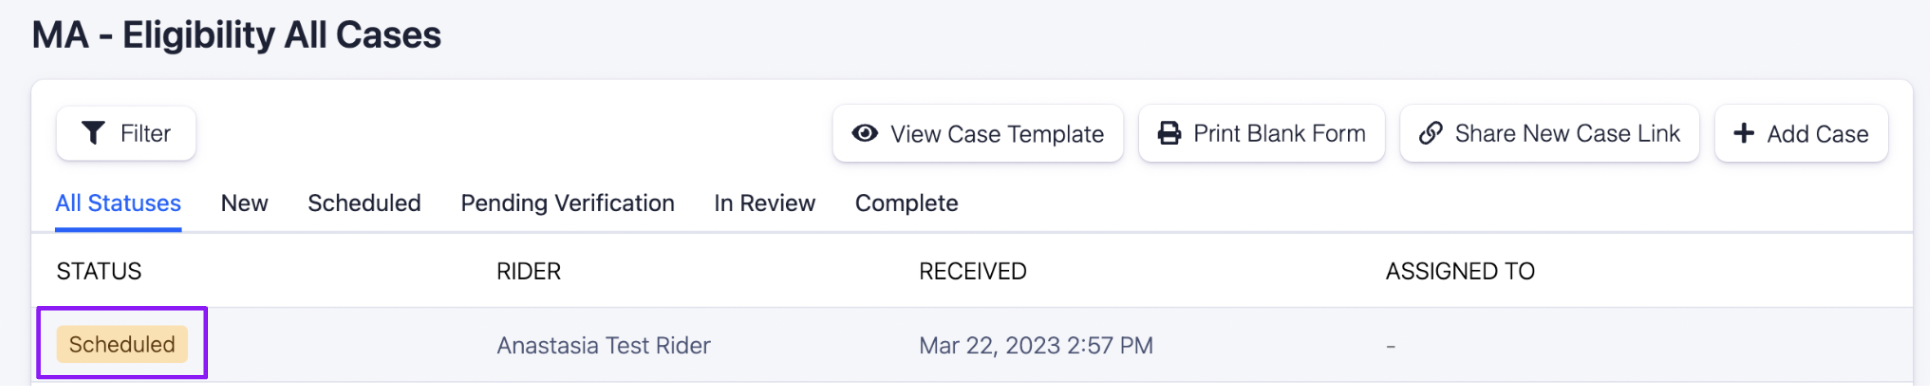 MA - Eligibility All Cases
Filter
View Case Template
Print Blank Form
Share New Case Link
Add Case
All Statuses New Scheduled Pending Verification In Review Complete
STATUS RIDER RECEIVED ASSIGNED TO
Scheduled Anastasia Test Rider Mar 22, 2023 2:57 PM -